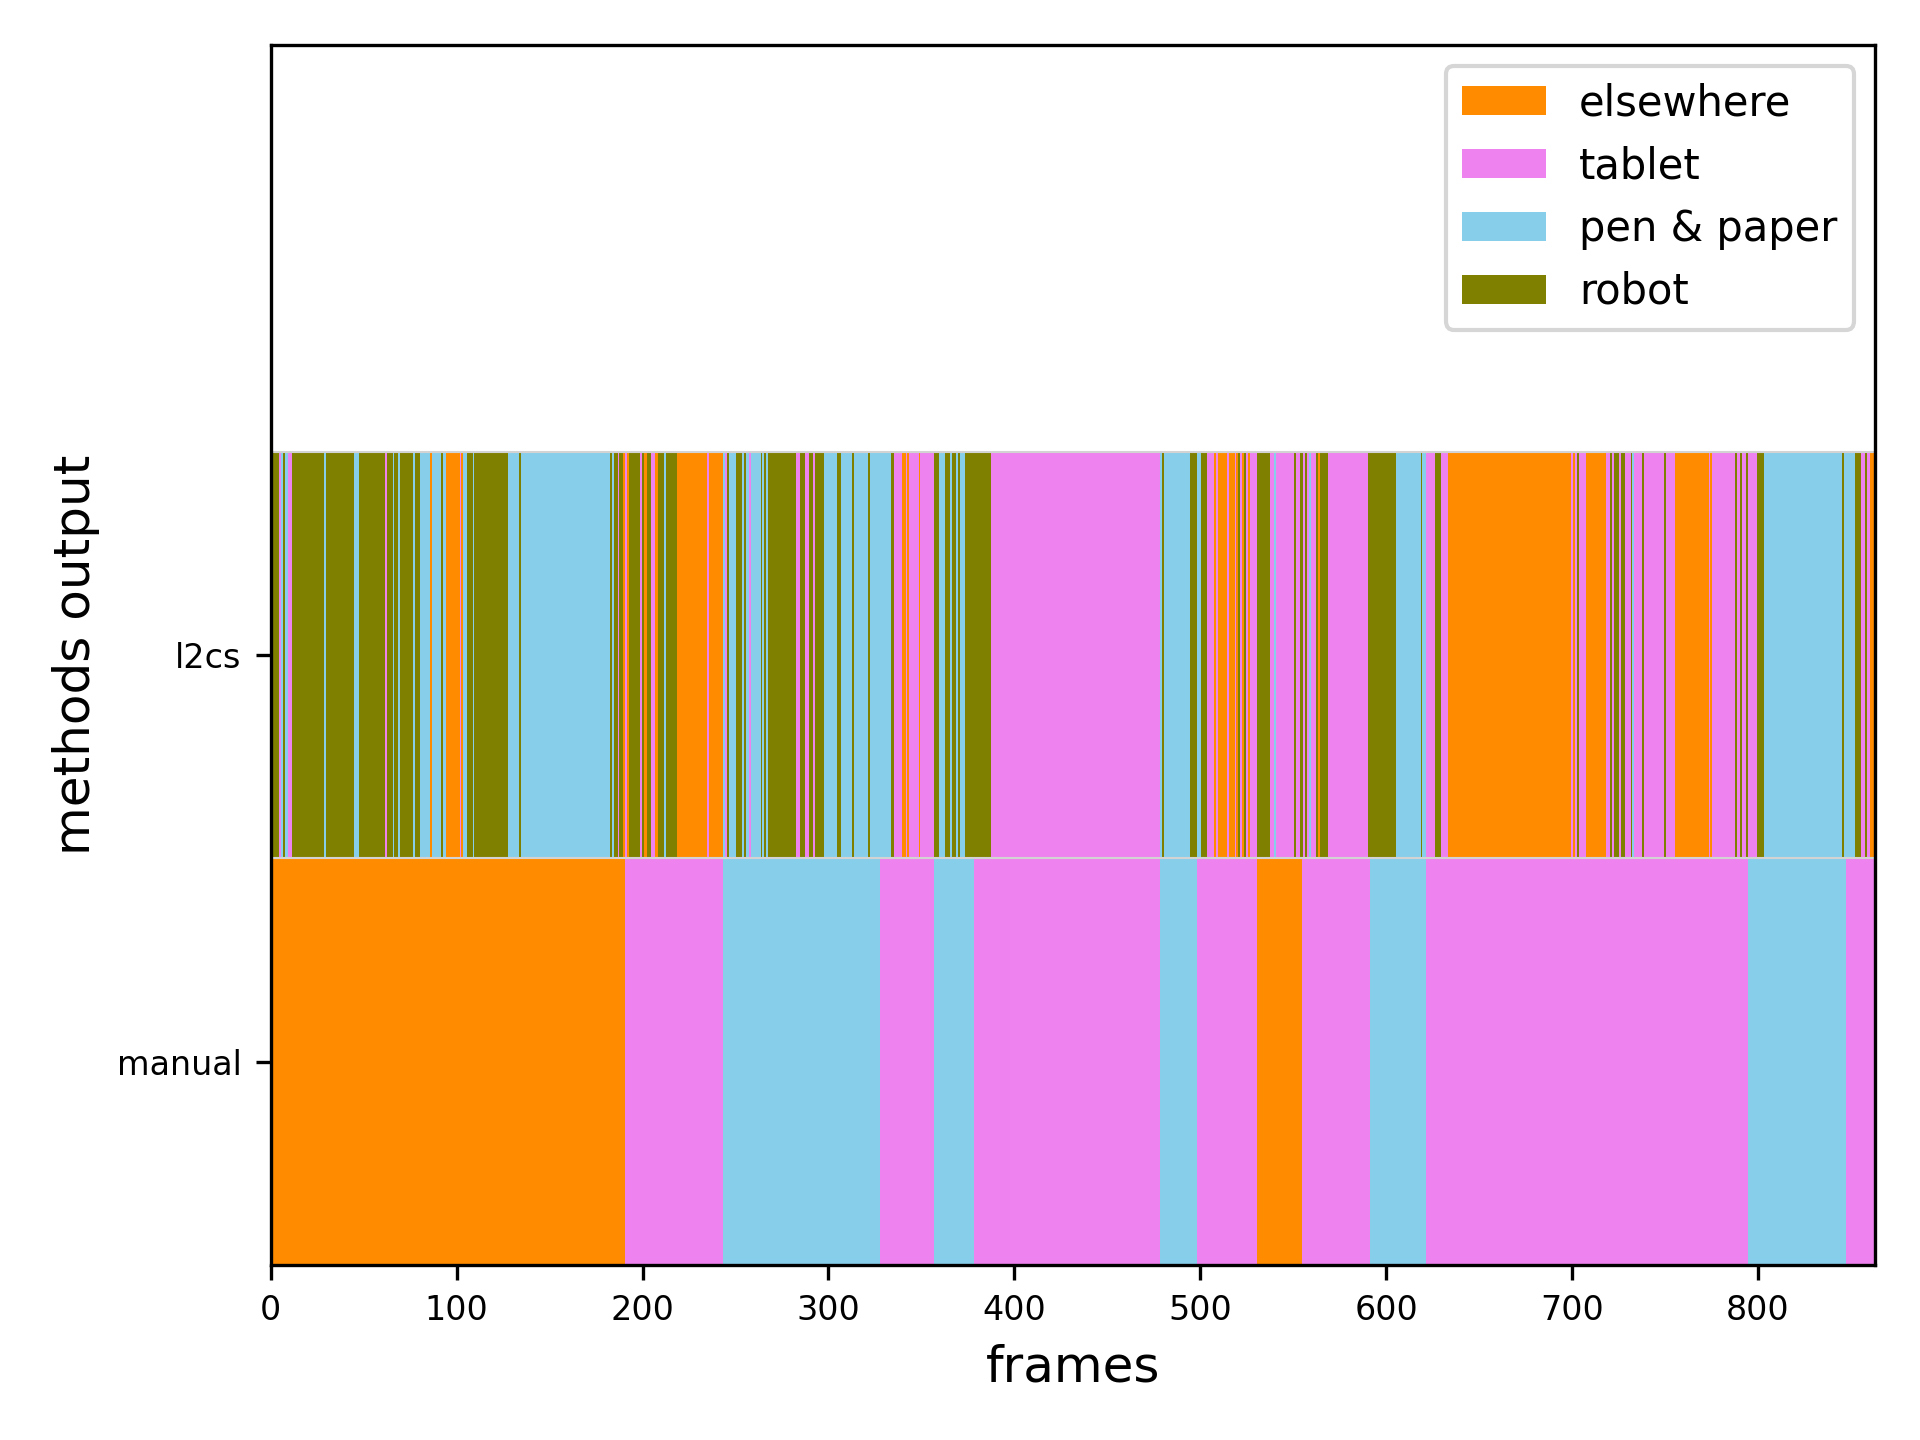 elsewhere
tablet
pen & paper
robot
methods output
l2cs
manual
0 100 200 300 400 500 600 700 800
frames